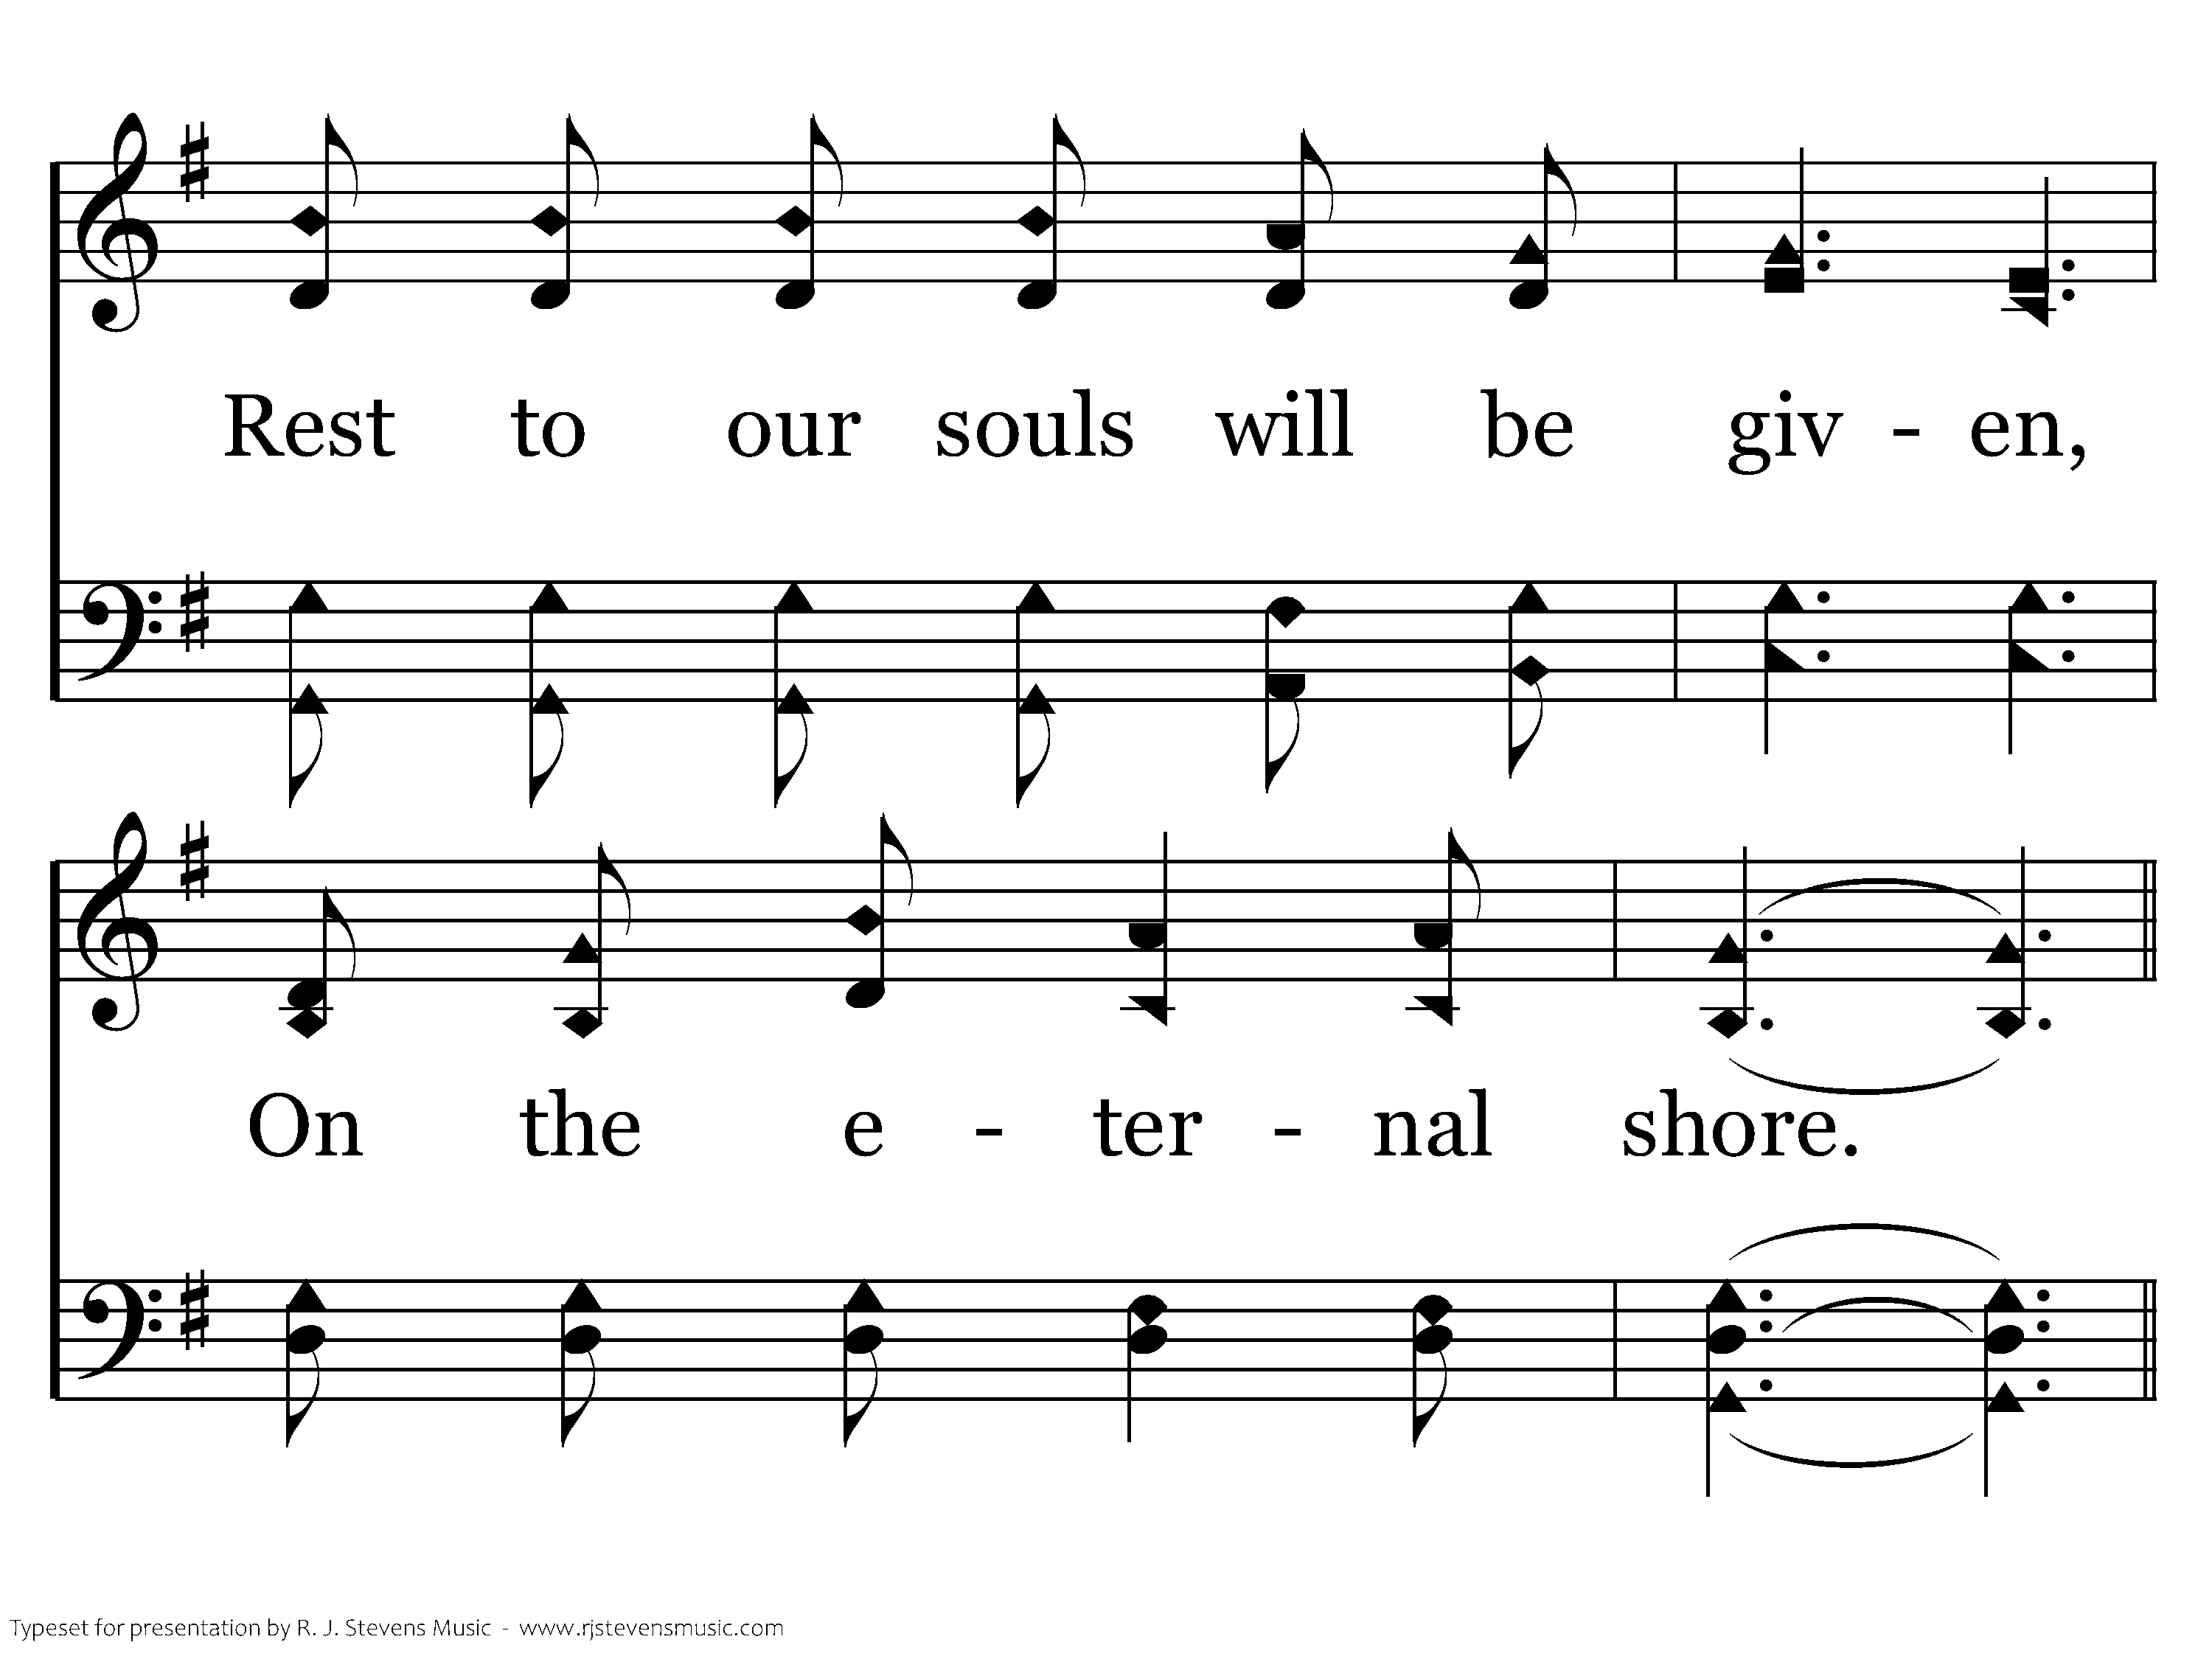 Rest to our souls will be giv - en,
On the e - ter - nal shore.
Typeset for presentation by R. J. Stevens Music - www.rjstevensmusic.com